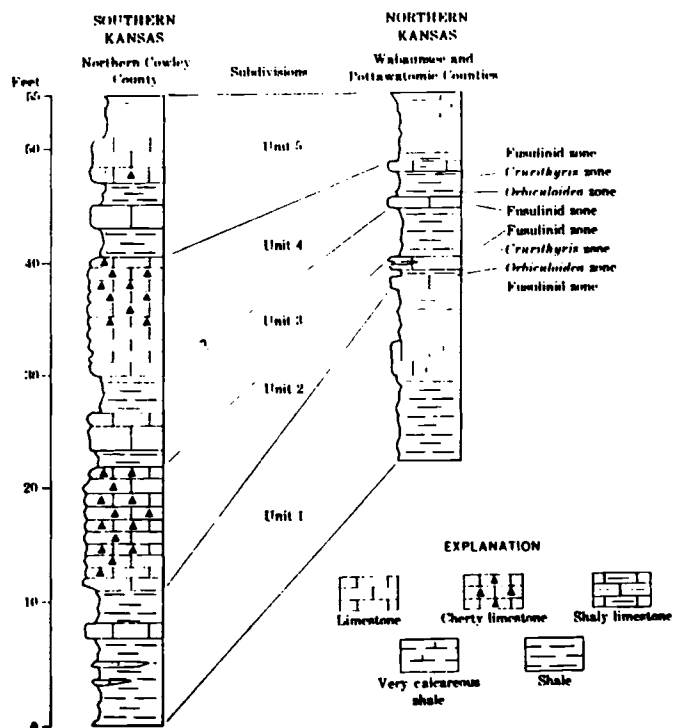 SOUTHERN
KANSAS
Northern Cowley
County
NORTHERN
KANSAS
Wabaunsee and
Pottawatomie Counties
Subdivisions
Feet
55
50
40
30
20
10
0
Unit 5
Unit 4
Unit 3
Unit 2
Unit 1
Fusulinid zone
Crurithyris zone
Orbiculoidea zone
Fusulinid zone
Fusulinid zone
Crurithyris zone
Orbiculoidea zone
Fusulinid zone
EXPLANATION
Limestone
Cherty limestone
Shaly limestone
Very calcareous
shale
Shale